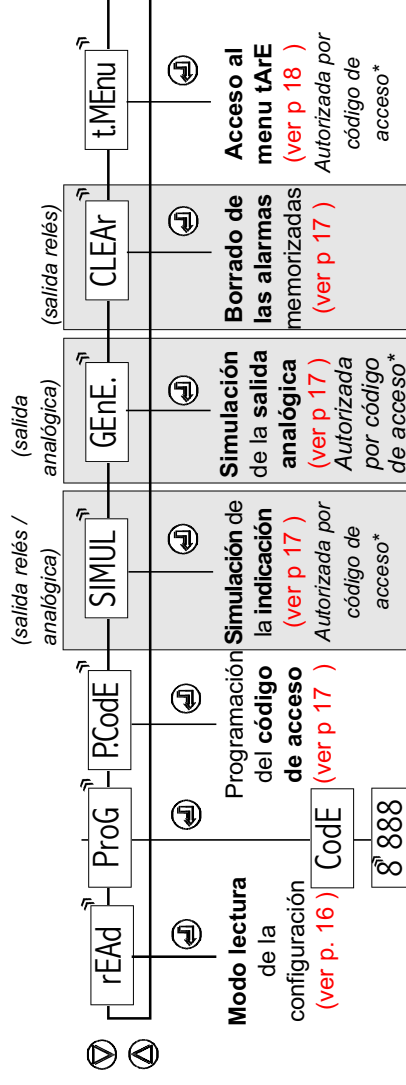 rEAd
Modo lectura
de la
configuración
(ver p. 16 )
ProG
CodE
8 888
P.CodE
Programación
del código
de acceso
(ver p 17 )
(salida relés /
analógica)
SIMUL
Simulación de
la indicación
(ver p 17 )
Autorizada por
código de
acceso*
(salida
analógica)
GEnE.
Simulación
de la salida
analógica
(ver p 17 )
Autorizada
por código
de acceso*
(salida relés)
CLEAr
Borrado de
las alarmas
memorizadas
(ver p 17 )
t.MEnu
Acceso al
menu tArE
(ver p 18 )
Autorizada por
código de
acceso*